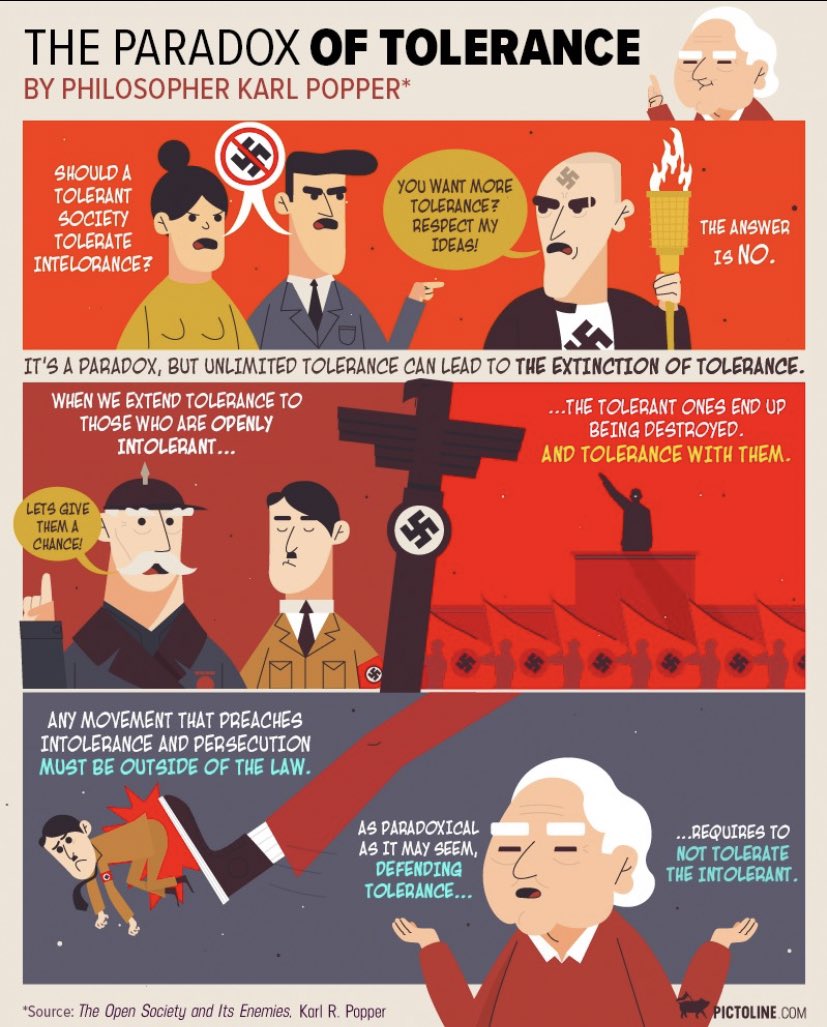 THE PARADOX OF TOLERANCE
BY PHILOSOPHER KARL POPPER*
SHOULD A
TOLERANT
SOCIETY
TOLERATE
INTELORANCE?
YOU WANT MORE
TOLERANCE?
RESPECT MY
IDEAS!
THE ANSWER
IS NO.
IT'S A PARADOX, BUT UNLIMITED TOLERANCE CAN LEAD TO THE EXTINCTION OF TOLERANCE.
WHEN WE EXTEND TOLERANCE TO
THOSE WHO ARE OPENLY
INTOLERANT...
LETS GIVE
THEM A
CHANCE!
...THE TOLERANT ONES END UP
BEING DESTROYED.
AND TOLERANCE WITH THEM.
ANY MOVEMENT THAT PREACHES
INTOLERANCE AND PERSECUTION
MUST BE OUTSIDE OF THE LAW.
AS PARADOXICAL
AS IT MAY SEEM,
DEFENDING
TOLERANCE...
...REQUIRES TO
NOT TOLERATE
THE INTOLERANT.
*Source: The Open Society and Its Enemies, Karl R. Popper
PICTOLINE.COM